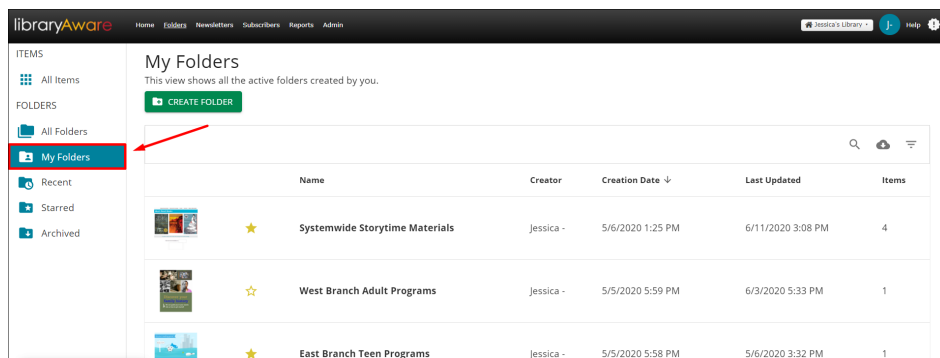 libraryAware Home Folders Newsletters Subscribers Reports Admin Jessica's Library J- Help
ITEMS
All Items
FOLDERS
All Folders
My Folders
Recent
Starred
Archived
My Folders
This view shows all the active folders created by you.
CREATE FOLDER
Name Creator Creation Date Last Updated Items
Systemwide Storytime Materials Jessica - 5/6/2020 1:25 PM 6/11/2020 3:08 PM 4
West Branch Adult Programs Jessica - 5/5/2020 5:59 PM 6/3/2020 5:33 PM 1
East Branch Teen Programs Jessica - 5/5/2020 5:58 PM 5/6/2020 3:32 PM 1